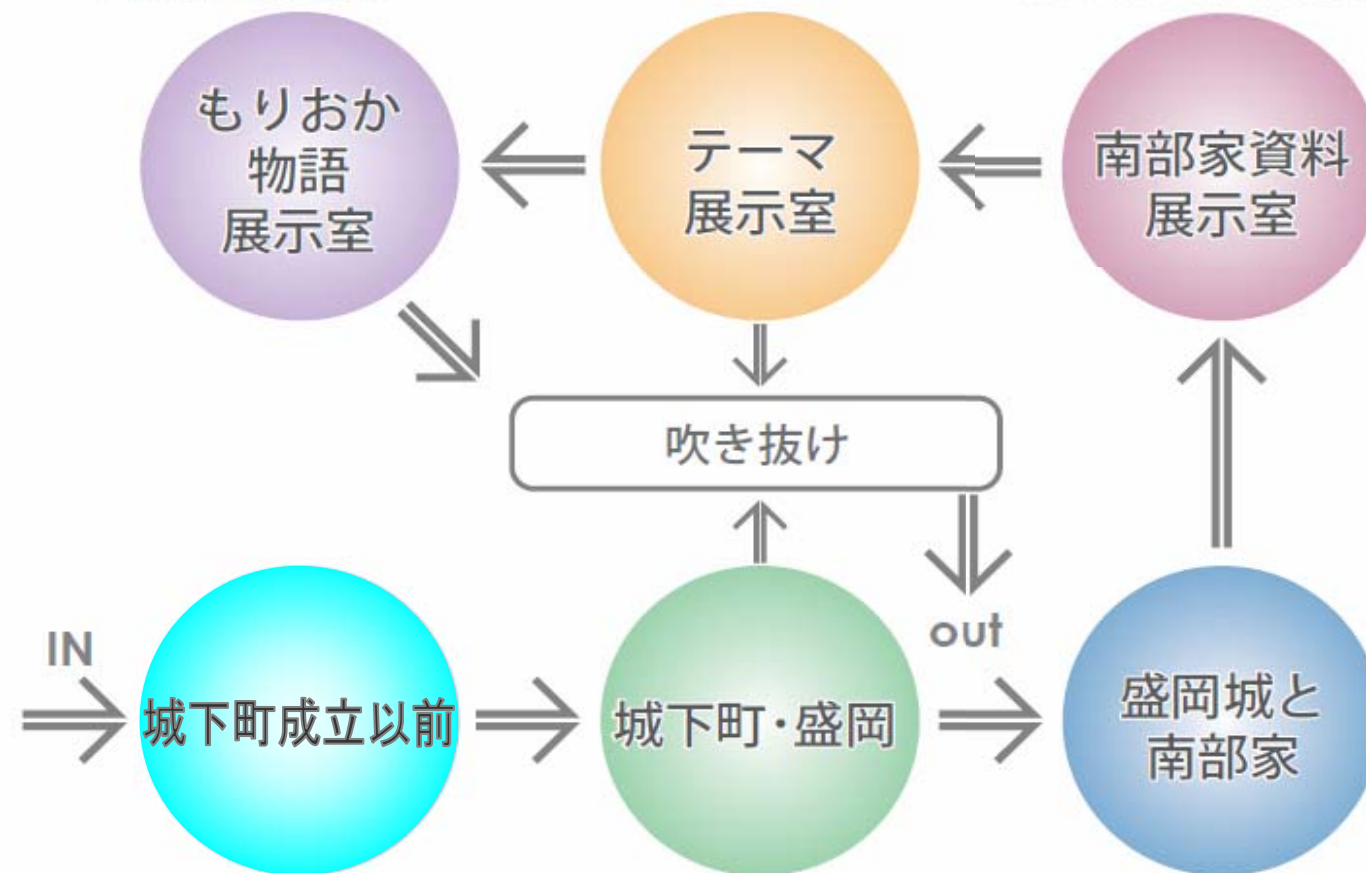 もりおか
物語
展示室
テーマ
展示室
南部家資料
展示室
吹き抜け
IN
out
城下町成立以前
城下町・盛岡
盛岡城と
南部家